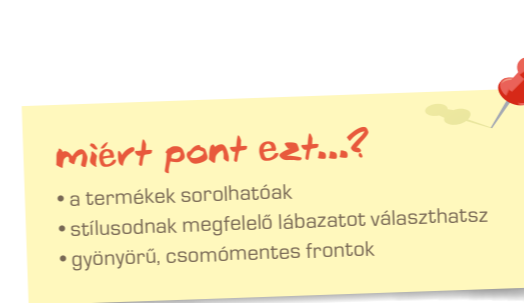 miért pont ezt...?
• a termékek sorolhatóak
• stílusodnak megfelelő lábazatot választhatsz
• gyönyörű, csomómentes frontok